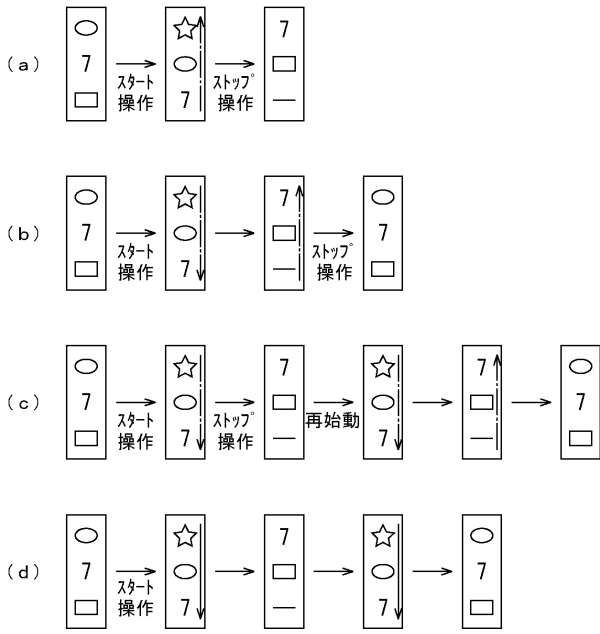 (a) 7 スタート操作 7 ストップ操作 7
(b) 7 スタート操作 7 7 ストップ操作 7
(c) 7 スタート操作 7 ストップ操作 7 再始動 7 7 7
(d) 7 スタート操作 7 7 7 7